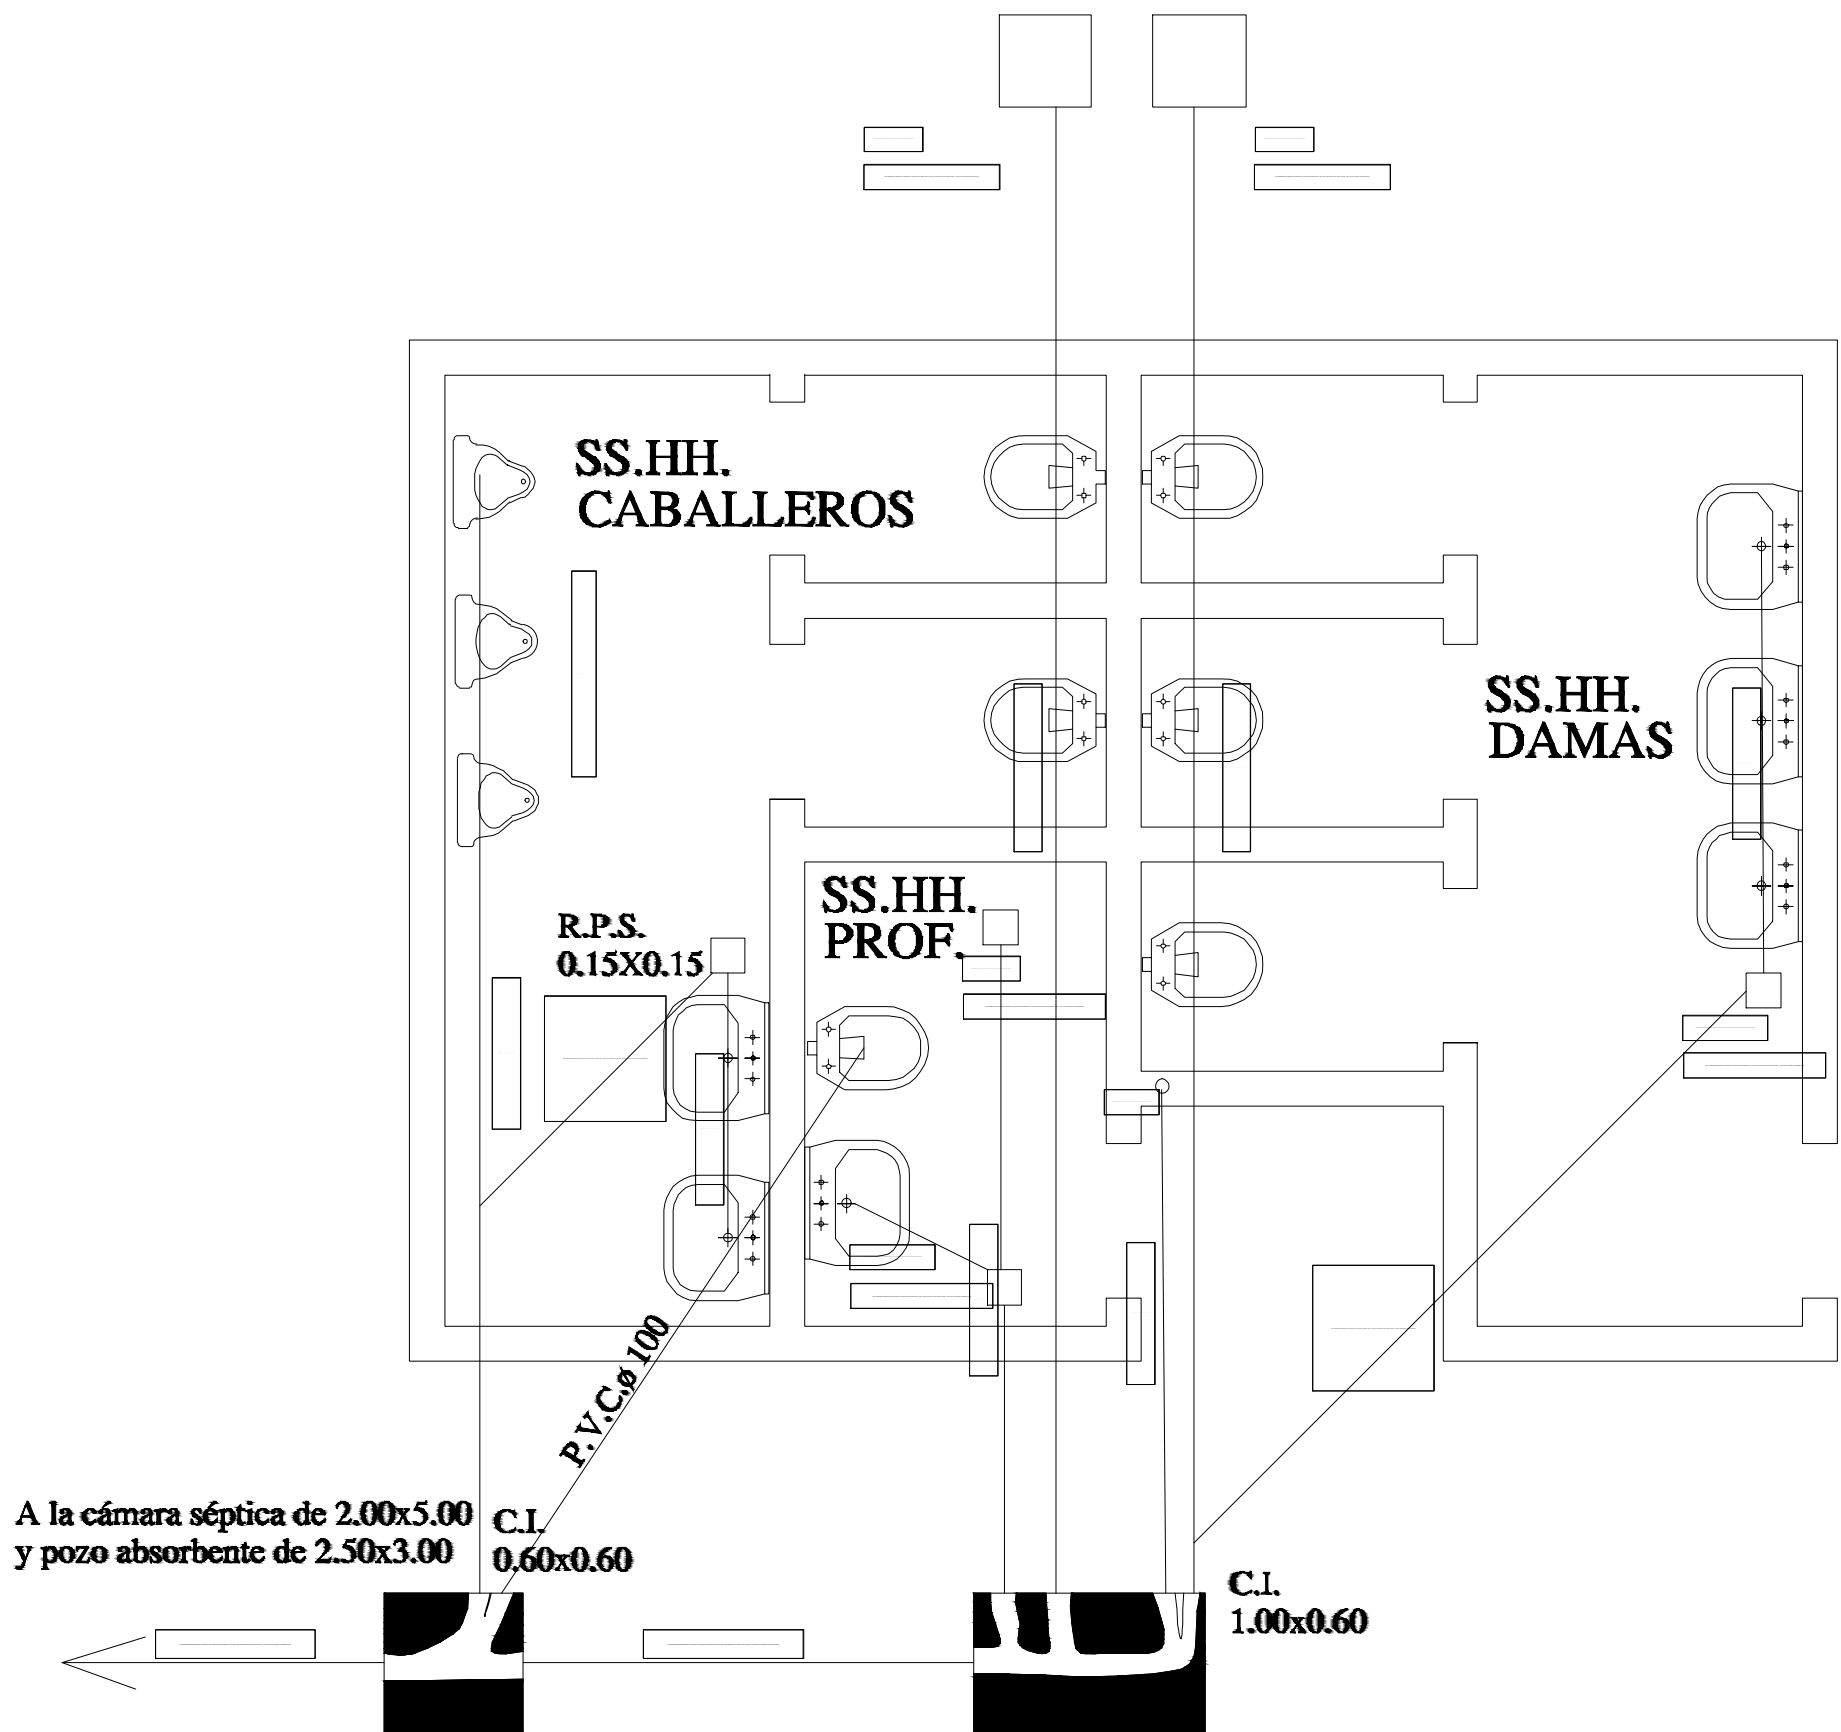 SS.HH.
CABALLEROS
SS.HH.
DAMAS
SS.HH.
PROF.
R.P.S.
0.15X0.15
P.V.C.ø 100
A la cámara séptica de 2.00x5.00
y pozo absorbente de 2.50x3.00
C.I.
0.60x0.60
C.I.
1.00x0.60